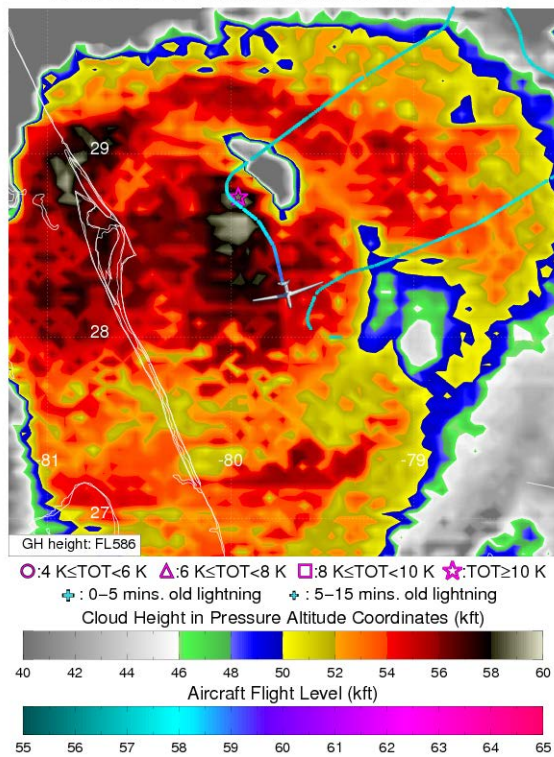 29
28
-81
-80
-79
27
GH height: FL586
:4 K≤TOT<6 K :6 K≤TOT<8 K :8 K≤TOT<10 K :TOT≥10 K
: 0–5 mins. old lightning : 5–15 mins. old lightning
Cloud Height in Pressure Altitude Coordinates (kft)
40 42 44 46 48 50 52 54 56 58 60
Aircraft Flight Level (kft)
55 56 57 58 59 60 61 62 63 64 65